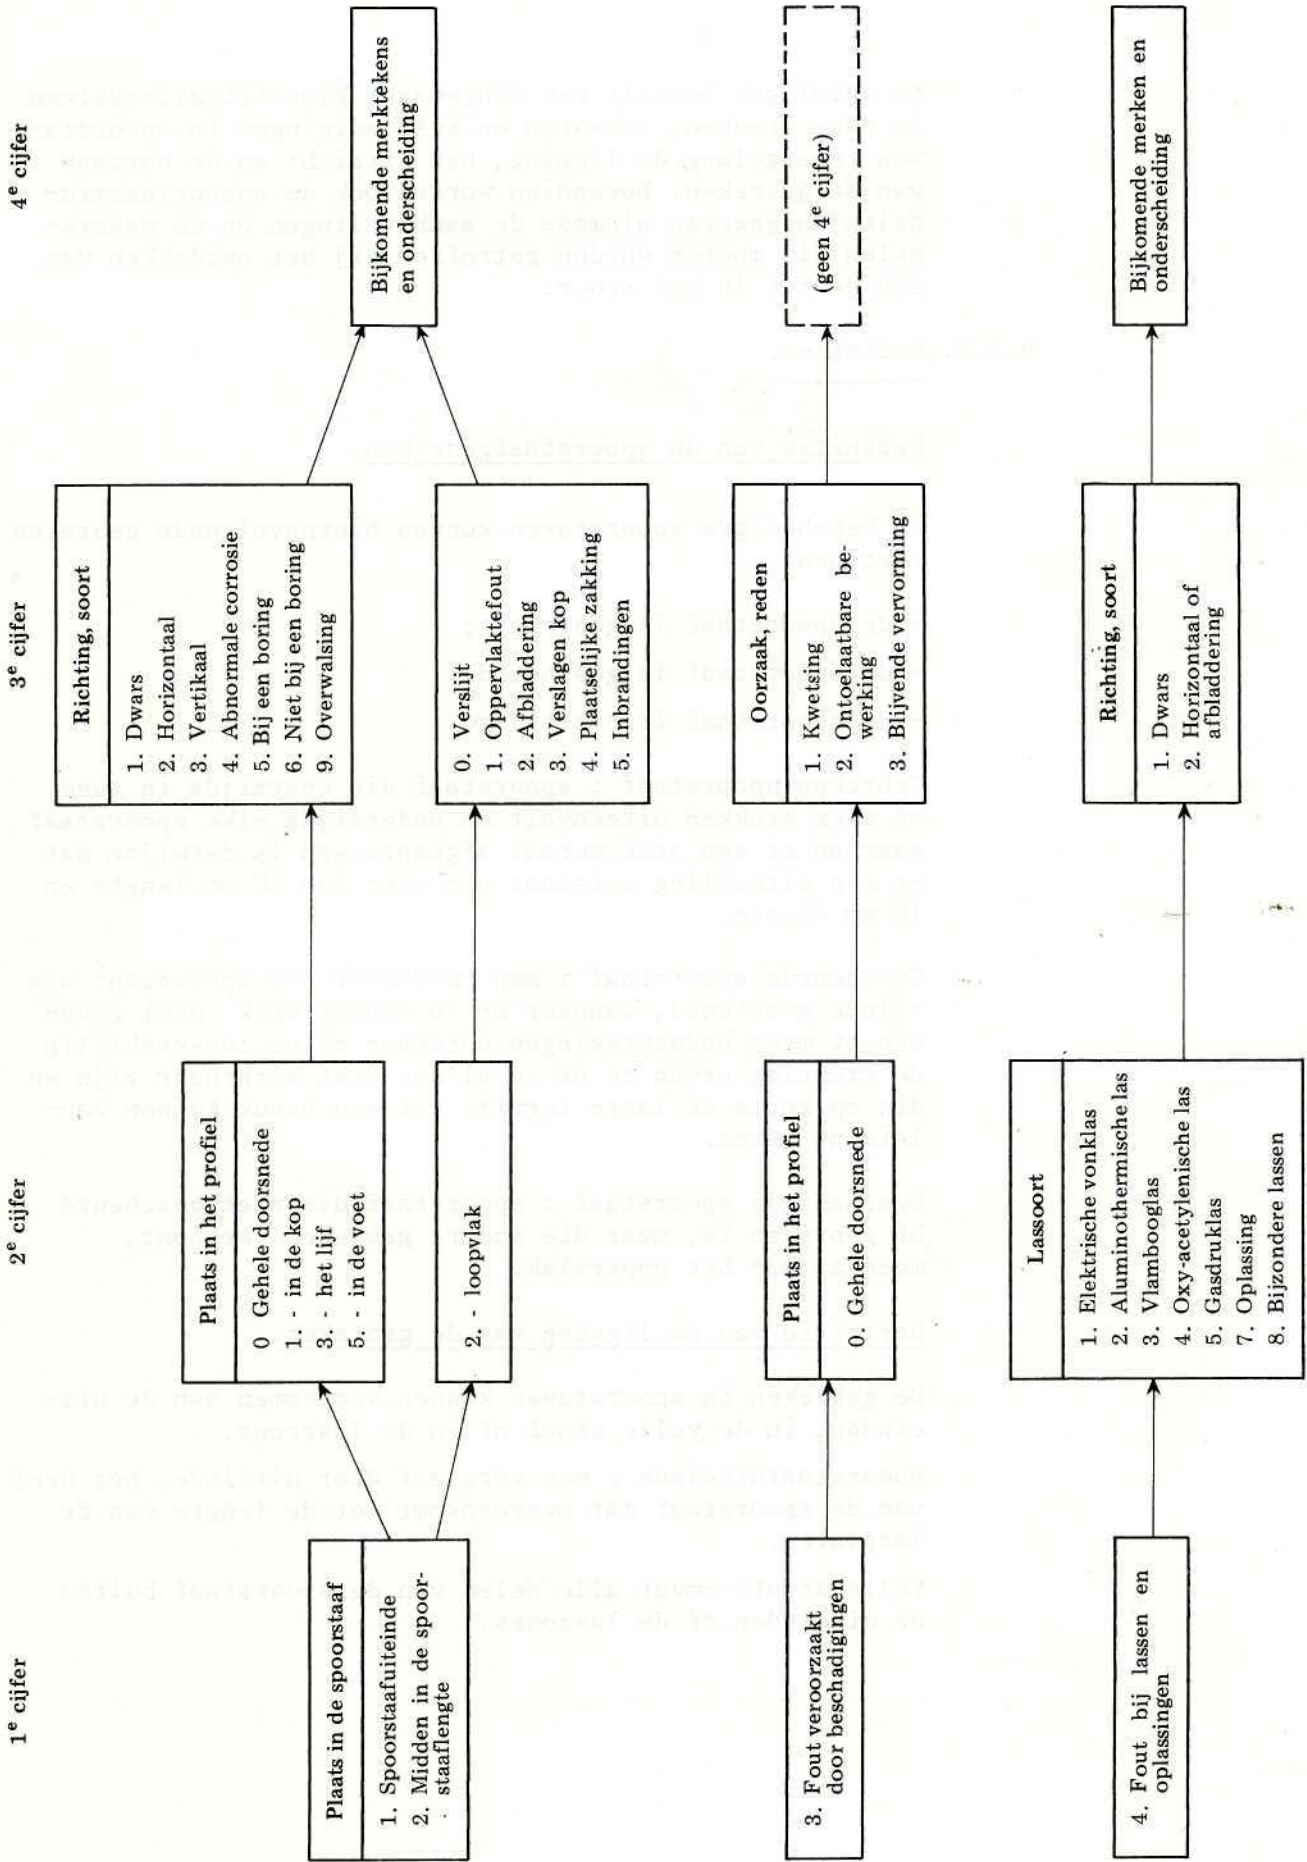 1e cijfer
2e cijfer
3e cijfer
4e cijfer
Plaats in de spoorstaaf
1. Spoorstaafuiteinde
2. Midden in de spoor-
staaflengte
Plaats in het profiel
0 Gehele doorsnede
1. - in de kop
3. - het lijf
5. - in de voet
2. - loopvlak
Richting, soort
1. Dwars
2. Horizontaal
3. Vertikaal
4. Abnormale corrosie
5. Bij een boring
6. Niet bij een boring
9. Overwalsing
0. Verslijt
1. Oppervlaktefout
2. Afbladdering
3. Verslagen kop
4. Plaatselijke zakking
5. Inbrandingen
Bijkomende merktekens
en onderscheiding
3. Fout veroorzaakt
door beschadigingen
Plaats in het profiel
0. Gehele doorsnede
Oorzaak, reden
1. Kwetsing
2. Ontoelaatbare be-
werking
3. Blijvende vervorming
(geen 4e cijfer)
4. Fout bij lassen en
oplassingen
Lassoort
1. Elektrische vonklas
2. Aluminothermische las
3. Vlambooglas
4. Oxy-acetylenische las
5. Gasdruklas
7. Oplassing
8. Bijzondere lassen
Richting, soort
1. Dwars
2. Horizontaal of
afbladdering
Bijkomende merken en
onderscheiding